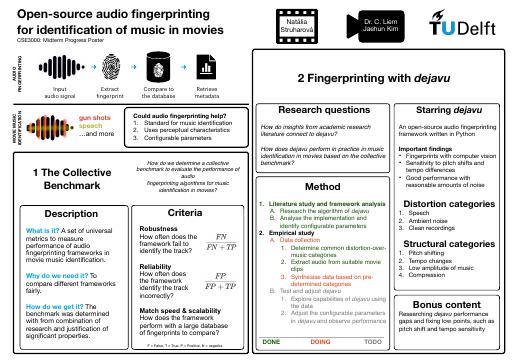 Open-source audio fingerprinting
for identification of music in movies
CSE3000: Midterm Progress Poster
Natália
Struharová
Dr. C. Liem
Jaehun Kim
TUDelft
AUDIO
FINGERPRINTING
Input
audio signal
Extract
fingerprint
Compare to
the database
Retrieve
metadata
MOVIE MUSIC
IDENTIFICATION
gun shots
speech
...and more
Could audio fingerprinting help?
1. Standard for music identification
2. Uses perceptual characteristics
3. Configurable parameters
1 The Collective
Benchmark
How do we determine a collective
benchmark to evaluate the performance of
audio
fingerprinting algorithms for music
identification in movies?
Description
What is it? A set of universal
metrics to measure
performance of audio
fingerprinting frameworks in
movie music identification.
Why do we need it? To
compare different frameworks
fairly.
How do we get it? The
benchmark was determined
with from combination of
research and justification of
significant properties.
Criteria
Robustness
How often does the
framework fail to
identify the track?
FN
FN + TP
Reliability
How often does
the framework
identify the track
incorrectly?
FP
FP + TP
Match speed & scalability
How does the framework
perform with a large database
of fingerprints to compare?
F = False, T = True, P = Positive, N = negative
2 Fingerprinting with dejavu
Research questions
How do insights from academic research
literature connect to dejavu?
How does dejavu perform in practice in music
identification in movies based on the collective
benchmark?
Method
1. Literature study and framework analysis
A. Research the algorithm of dejavu
B. Analyse the implementation and
identify configurable parameters
2. Empirical study
A. Data collection
1. Determine common distortion-over-
music categories
2. Extract audio from suitable movie
clips
3. Synthesise data based on pre-
determined categories
B. Test and adjust dejavu
1. Explore capabilities of dejavu using
the data
2. Adjust the configurable parameters
in dejavu and observe performance
DONE
DOING
TODO
Starring dejavu
An open-source audio fingerprinting
framework written in Python
Important findings
• Fingerprints with computer vision
• Sensitivity to pitch shifts and
tempo differences
• Good performance with
reasonable amounts of noise
Distortion categories
1. Speech
2. Ambient noise
3. Clean recordings
Structural categories
1. Pitch shifting
2. Tempo changes
3. Low amplitude of music
4. Compression
Bonus content
Researching dejavu performance
gaps and fixing low points, such as
pitch shift and tempo sensitivity